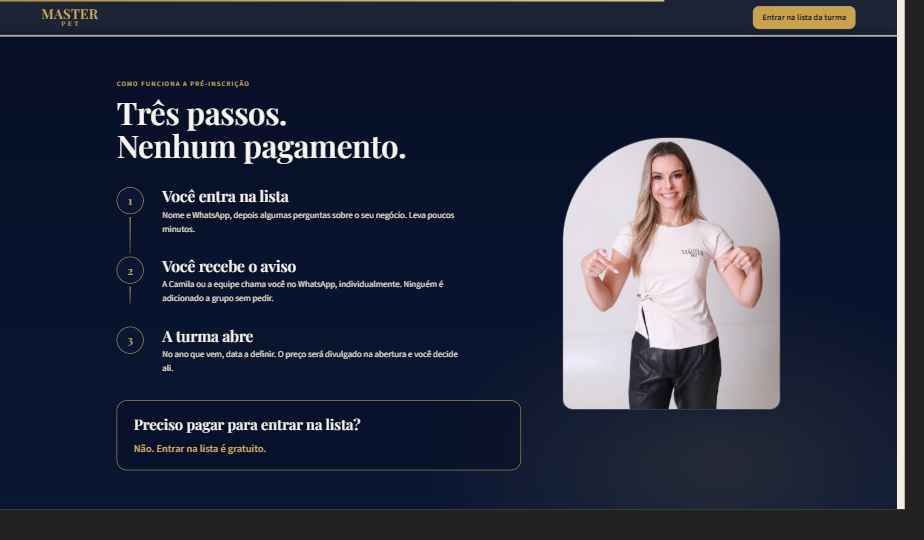 MASTER
PET
Entrar na lista da turma
COMO FUNCIONA A PRÉ-INSCRIÇÃO
Três passos.
Nenhum pagamento.
1
Você entra na lista
Nome e WhatsApp, depois algumas perguntas sobre o seu negócio. Leva poucos
minutos.
2
Você recebe o aviso
A Camila ou a equipe chama você no WhatsApp, individualmente. Ninguém é
adicionado a grupo sem pedir.
3
A turma abre
No ano que vem, data a definir. O preço será divulgado na abertura e você decide
ali.
MASTER
PET
Preciso pagar para entrar na lista?
Não. Entrar na lista é gratuito.